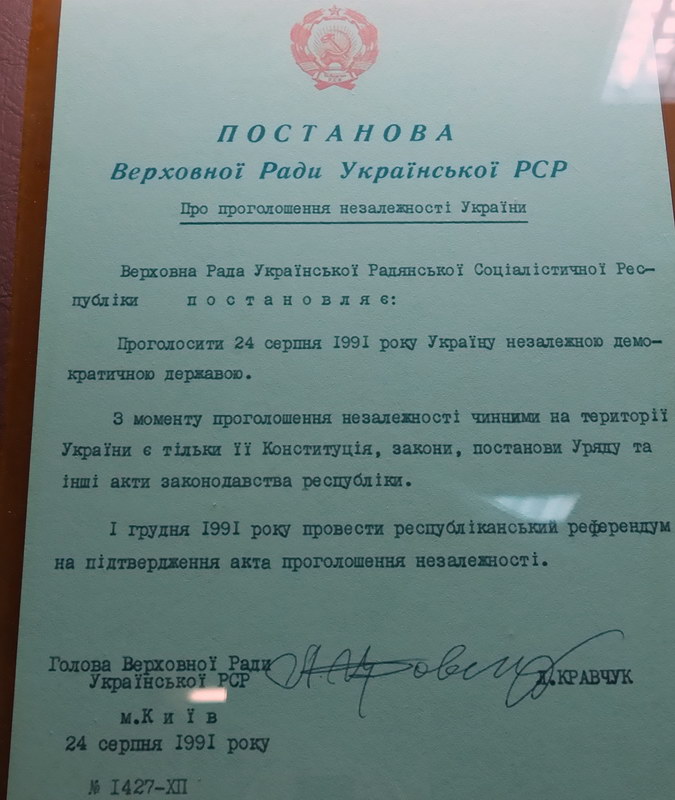 ПОСТАНОВА
Верховної Ради Української РСР
Про проголошення незалежності України
Верховна Рада Української Радянської Соціалістичної Рес-
публіки постановляє:
Проголосити 24 серпня 1991 року Україну незалежною демо-
кратичною державою.
З моменту проголошення незалежності чинними на території
України є тільки її Конституція, закони, постанови Уряду та
інші акти законодавства республіки.
І грудня 1991 року провести республіканський референдум
на підтвердження акта проголошення незалежності.
Голова Верховної Ради
Української РСР Л.КРАВЧУК
м.Київ
24 серпня 1991 року
№ 1427-ХП